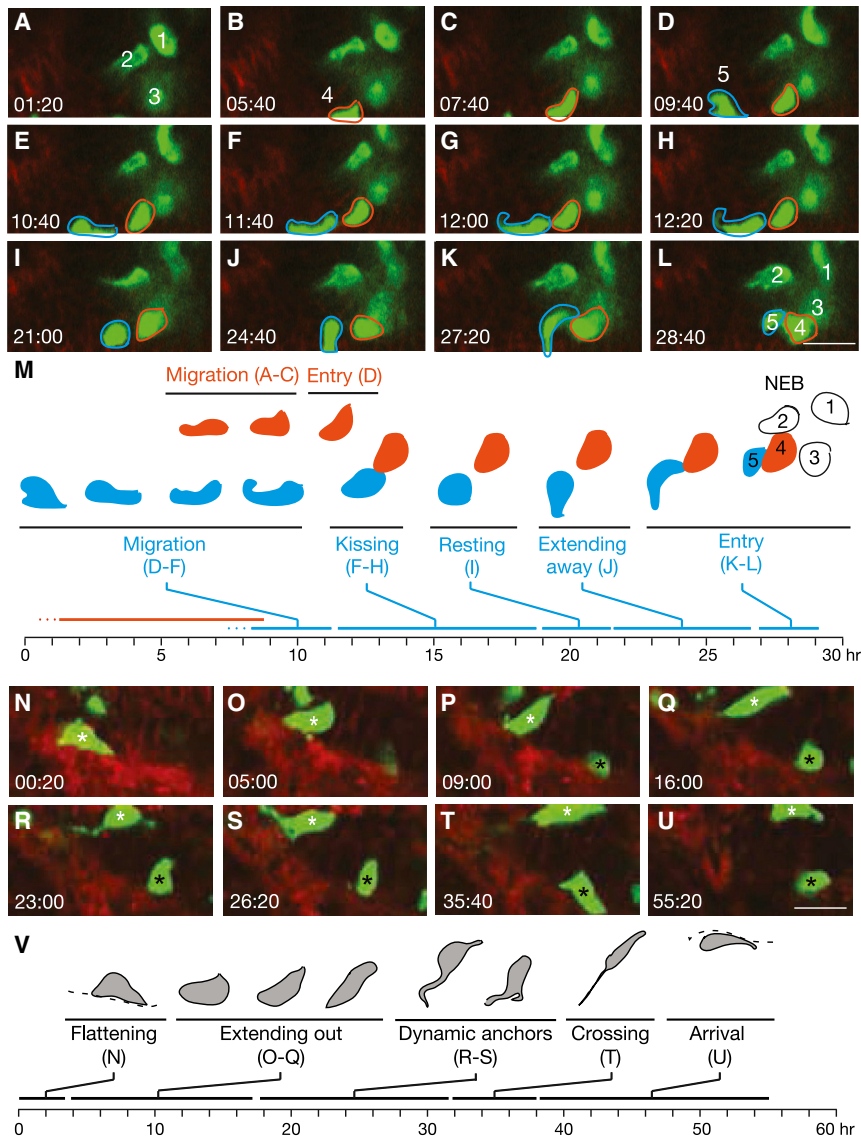 A
1
2
3
01:20
B
4
05:40
C
07:40
D
5
09:40
E
10:40
F
11:40
G
12:00
H
12:20
I
21:00
J
24:40
K
27:20
L
1
2
3
5
4
28:40
M
Migration (A-C)
Entry (D)
NEB
1
2
4
5
3
Migration
(D-F)
Kissing
(F-H)
Resting
(I)
Extending
away (J)
Entry
(K-L)
0 5 10 15 20 25 30 hr
N
*
00:20
O
*
05:00
P
*
*
09:00
Q
*
*
16:00
R
*
*
23:00
S
*
*
26:20
T
*
*
35:40
U
*
*
55:20
V
Flattening
(N)
Extending out
(O-Q)
Dynamic anchors
(R-S)
Crossing
(T)
Arrival
(U)
0 10 20 30 40 50 60 hr